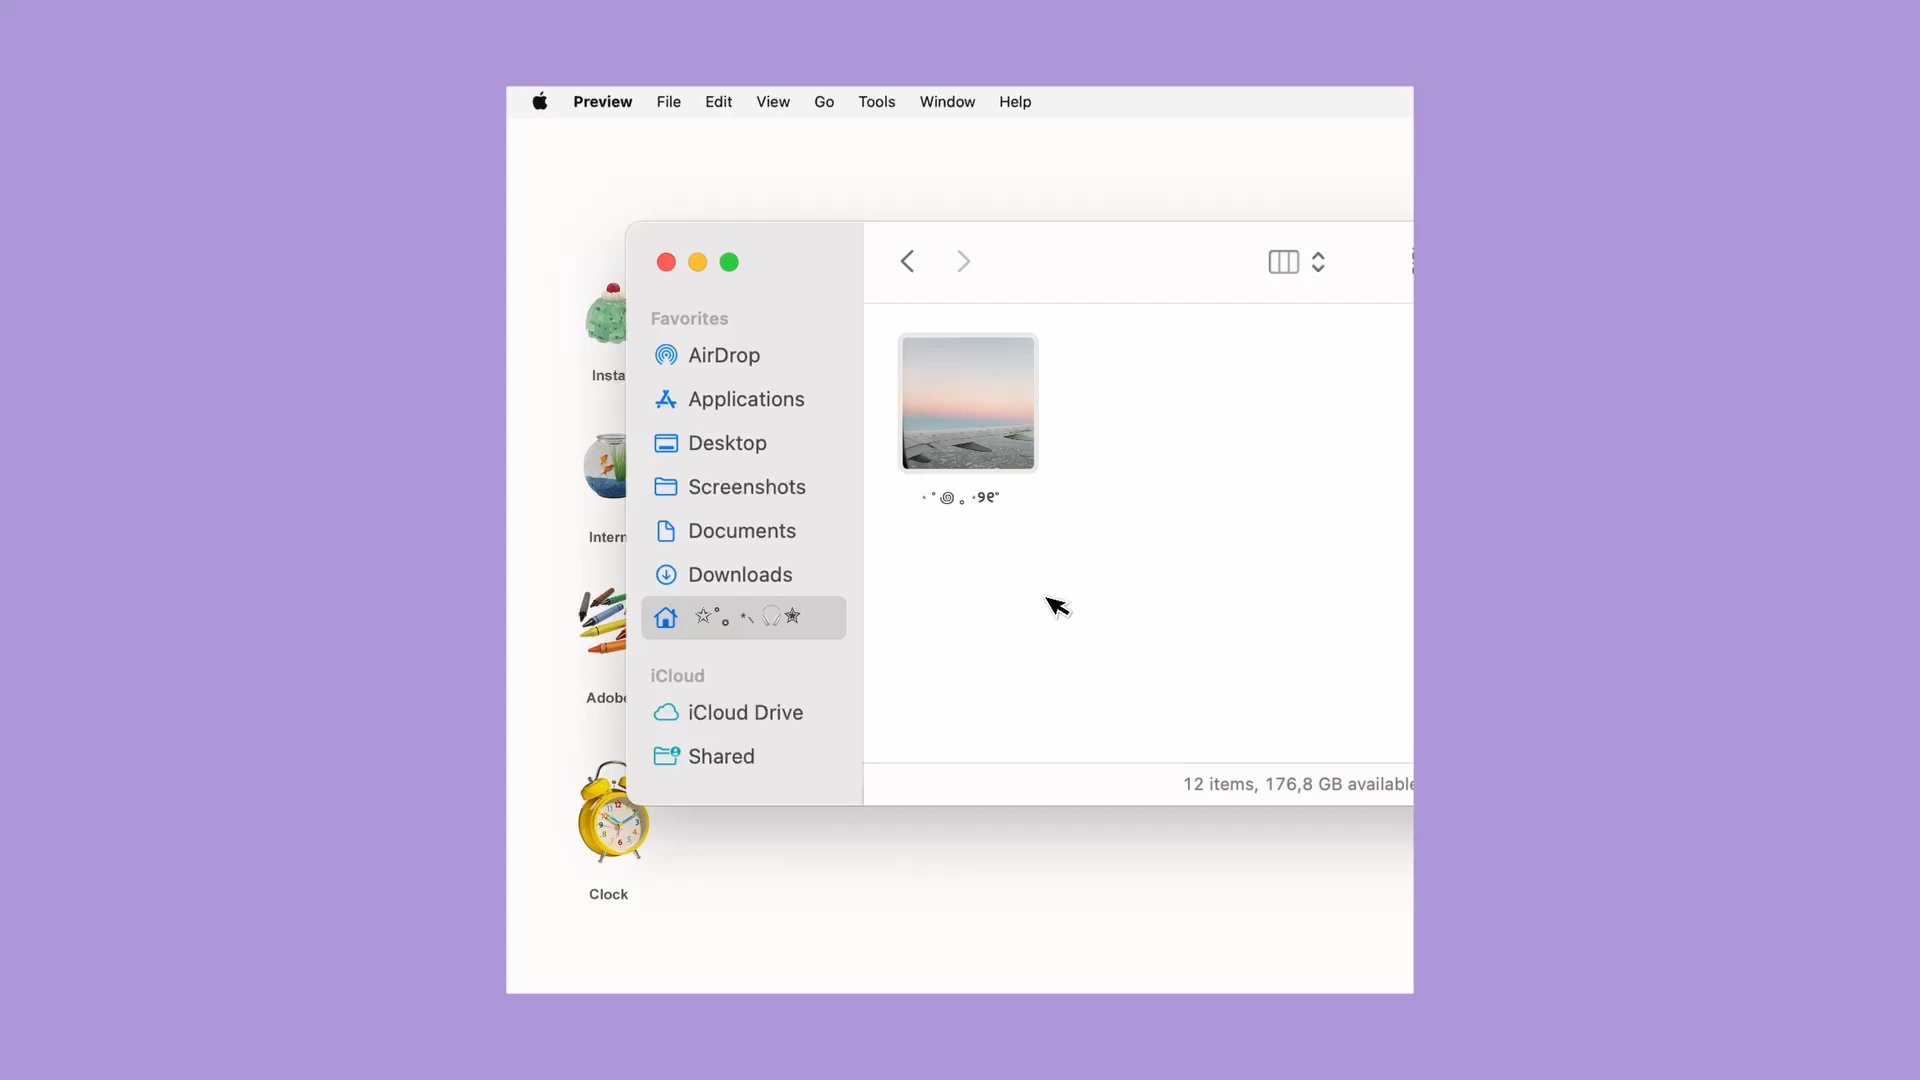 Preview File Edit View Go Tools Window Help
Favorites
AirDrop
Applications
Desktop
Screenshots
Documents
Downloads
iCloud
iCloud Drive
Shared
Insta
Intern
Adobe
Clock
12 items, 176,8 GB available